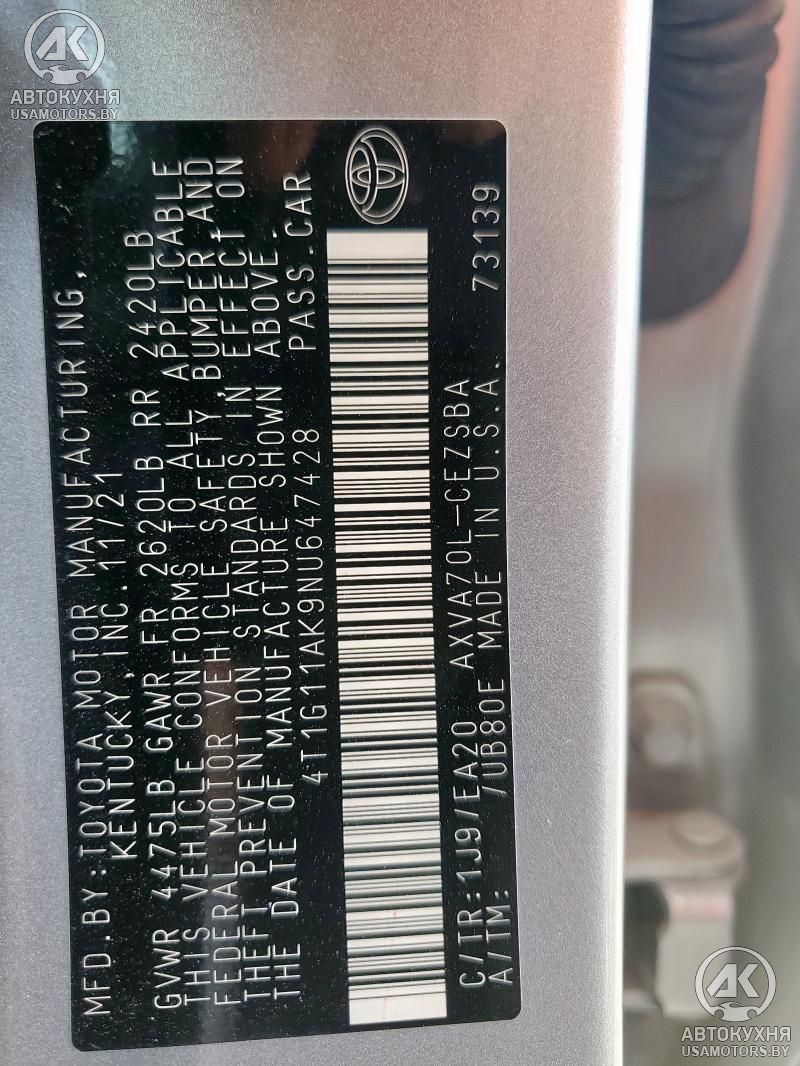 AK
АВТОКУХНЯ
USAMOTORS.BY
MFD.BY:TOYOTA MOTOR MANUFACTURING,
KENTUCKY,INC. 11/21
GVWR 4475LB GAWR FR 2620LB RR 2420LB
THIS VEHICLE CONFORMS TO ALL APPLICABLE
FEDERAL MOTOR VEHICLE SAFETY,BUMPER AND
THEFT PREVENTION STANDARDS IN EFFECT ON
THE DATE OF MANUFACTURE SHOWN ABOVE.
4T1G11AK9NU647428 PASS.CAR
C/TR:1J9/EA20 AXVA70L-CEZSBA 73139
A/TM: /UB80E MADE IN U.S.A.
AK
АВТОКУХНЯ
USAMOTORS.BY